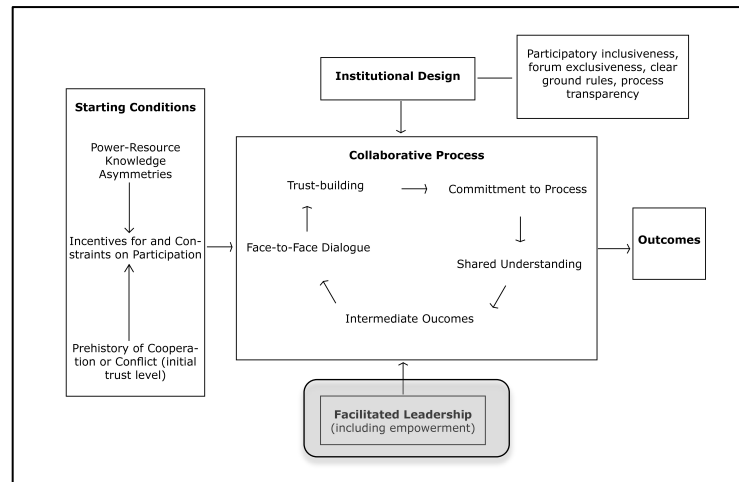 Institutional Design
Participatory inclusiveness,
forum exclusiveness, clear
ground rules, process
transparency
Starting Conditions
Power-Resource
Knowledge
Asymmetries
Incentives for and Con-
straints on Participation
Prehistory of Coopera-
tion or Conflict (initial
trust level)
Collaborative Process
Trust-building
Committment to Process
Face-to-Face Dialogue
Shared Understanding
Intermediate Oucomes
Outcomes
Facilitated Leadership
(including empowerment)